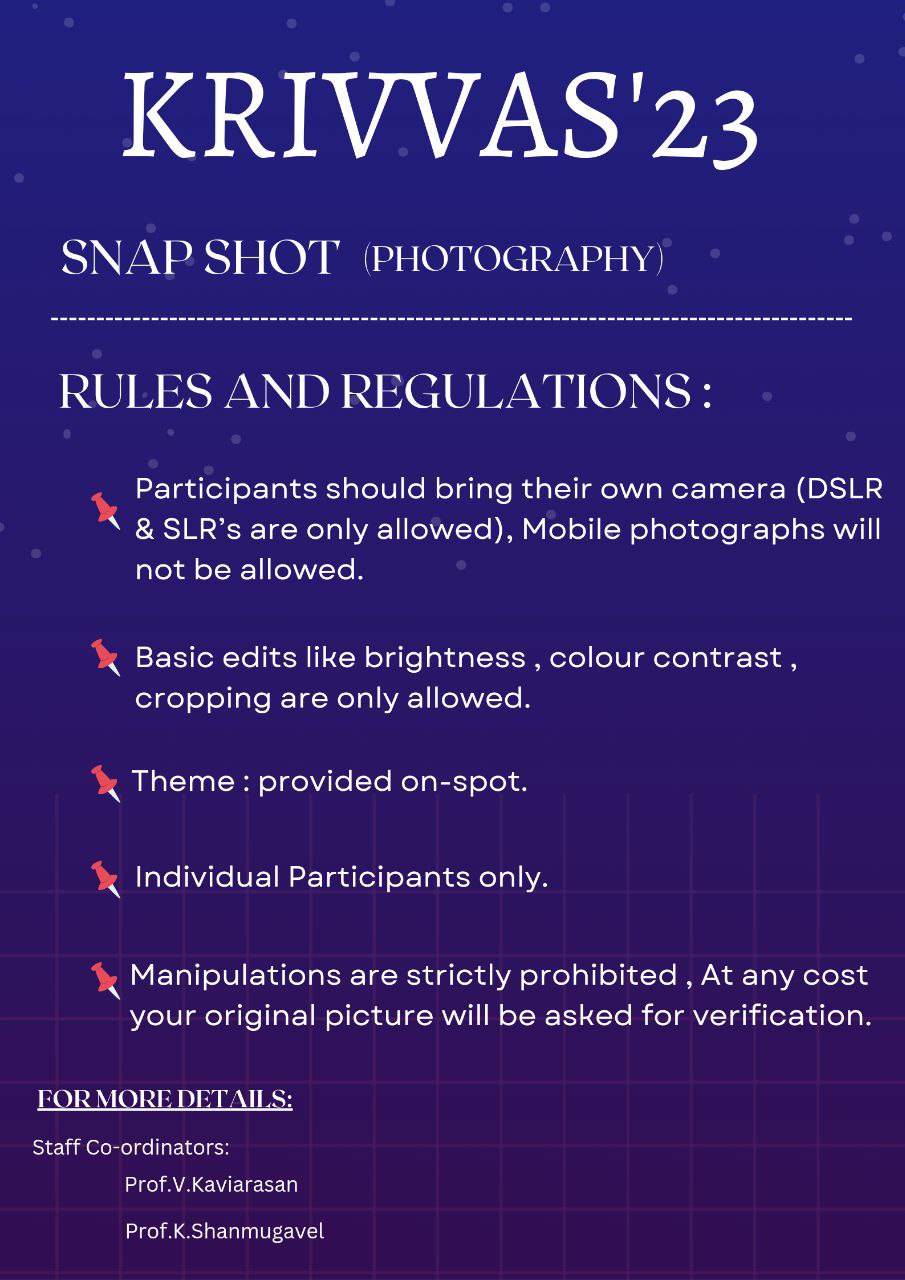 KRIVVAS'23
SNAP SHOT (PHOTOGRAPHY)
--------------------------------------------------------------------------------
RULES AND REGULATIONS :
Participants should bring their own camera (DSLR
& SLR's are only allowed), Mobile photographs will
not be allowed.
Basic edits like brightness , colour contrast ,
cropping are only allowed.
Theme : provided on-spot.
Individual Participants only.
Manipulations are strictly prohibited , At any cost
your original picture will be asked for verification.
FOR MORE DETAILS:
Staff Co-ordinators:
Prof.V.Kaviarasan
Prof.K.Shanmugavel